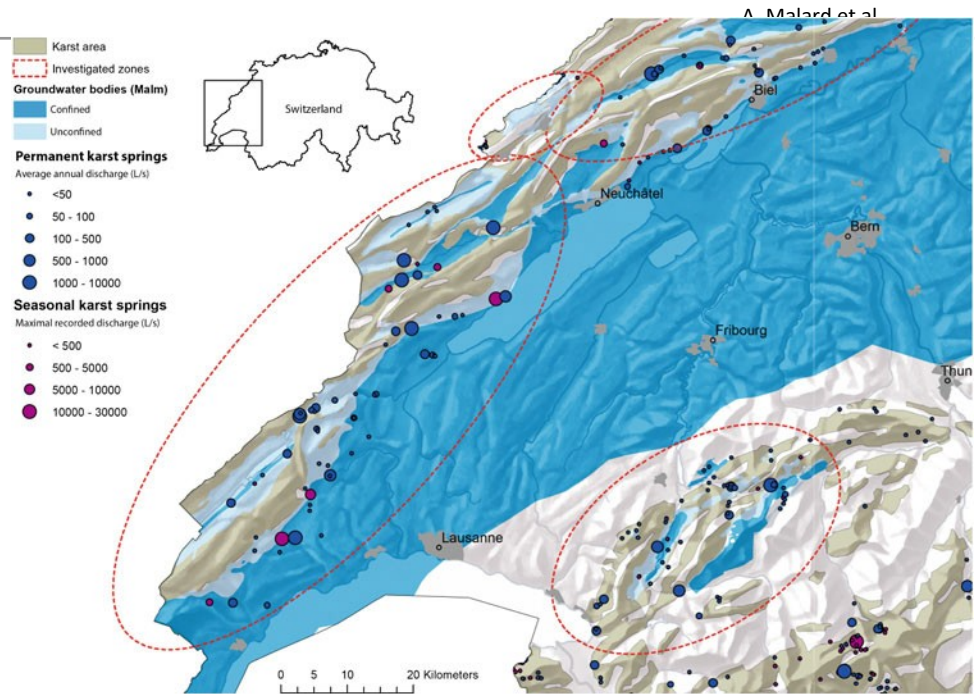 A. Malard et al
Karst area
Investigated zones
Groundwater bodies (Malm)
Confined
Unconfined
Permanent karst springs
Average annual discharge (L/s)
<50
50 - 100
100 - 500
500 - 1000
1000 - 10000
Seasonal karst springs
Maximal recorded discharge (L/s)
< 500
500 - 5000
5000 - 10000
10000 - 30000
Switzerland
Biel
Neuchâtel
Bern
Fribourg
Thun
Lausanne
0 5 10 20 Kilometers